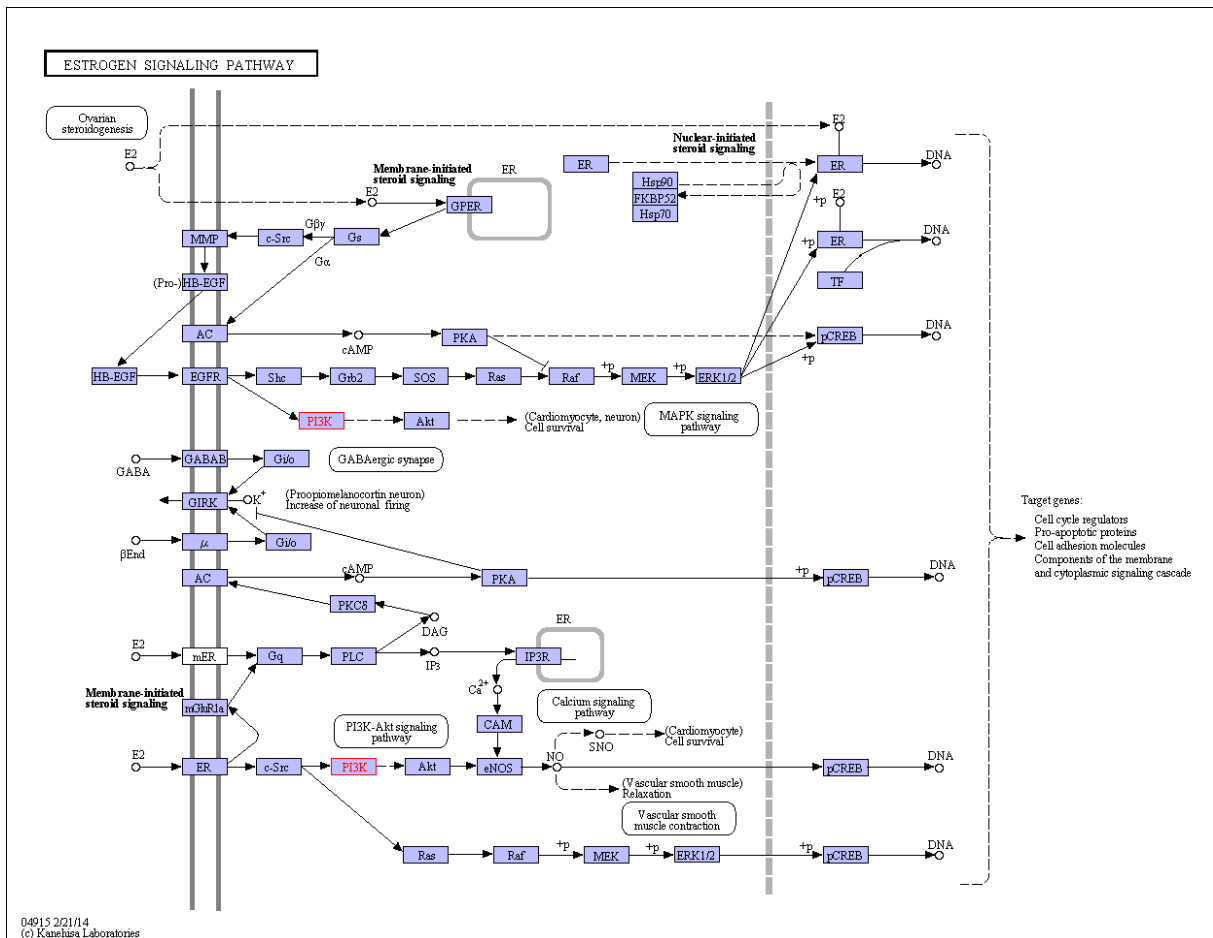 ESTROGEN SIGNALING PATHWAY
Ovarian
steroidogenesis
E2
E2
Nuclear-initiated
steroid signaling
Membrane-initiated
steroid signaling
ER
ER
ER
DNA
E2
GPER
Hsp90
FKBP52
Hsp70
+p
E2
MMP
c-Src
Gβγ
Gs
Gα
+p
ER
DNA
(Pro-)
HB-EGF
TF
AC
cAMP
PKA
pCREB
DNA
+p
HB-EGF
EGFR
Shc
Grb2
SOS
Ras
Raf
+p
MEK
+p
ERK1/2
PI3K
Akt
(Cardiomyocyte, neuron)
Cell survival
MAPK signaling
pathway
GABA
GABAB
Gi/o
GABAergic synapse
GIRK
K+
(Proopiomelanocortin neuron)
Increase of neuronal firing
Target genes:
Cell cycle regulators
Pro-apoptotic proteins
Cell adhesion molecules
Components of the membrane
and cytoplasmic signaling cascade
βEnd
μ
Gi/o
AC
cAMP
PKA
+p
pCREB
DNA
PKCδ
DAG
ER
E2
mER
Gq
PLC
IP3
IP3R
Ca2+
Membrane-initiated
steroid signaling
mGluR1a
PI3K-Akt signaling
pathway
CAM
Calcium signaling
pathway
SNO
(Cardiomyocyte)
Cell survival
E2
ER
c-Src
PI3K
Akt
eNOS
NO
pCREB
DNA
(Vascular smooth muscle)
Relaxation
Vascular smooth
muscle contraction
Ras
Raf
+p
MEK
+p
ERK1/2
+p
pCREB
DNA
04915 2/21/14
(c) Kanehisa Laboratories